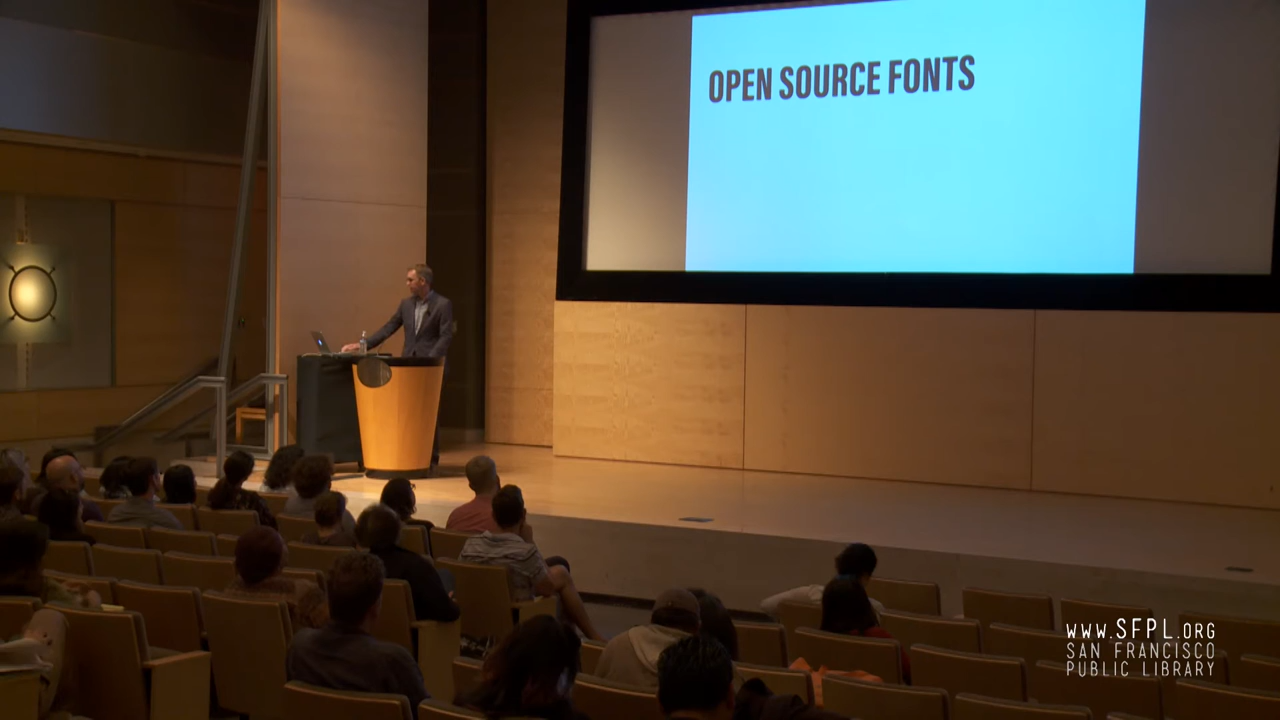 OPEN SOURCE FONTS
www.SFPL.ORG
SAN FRANCISCO
PUBLIC LIBRARY